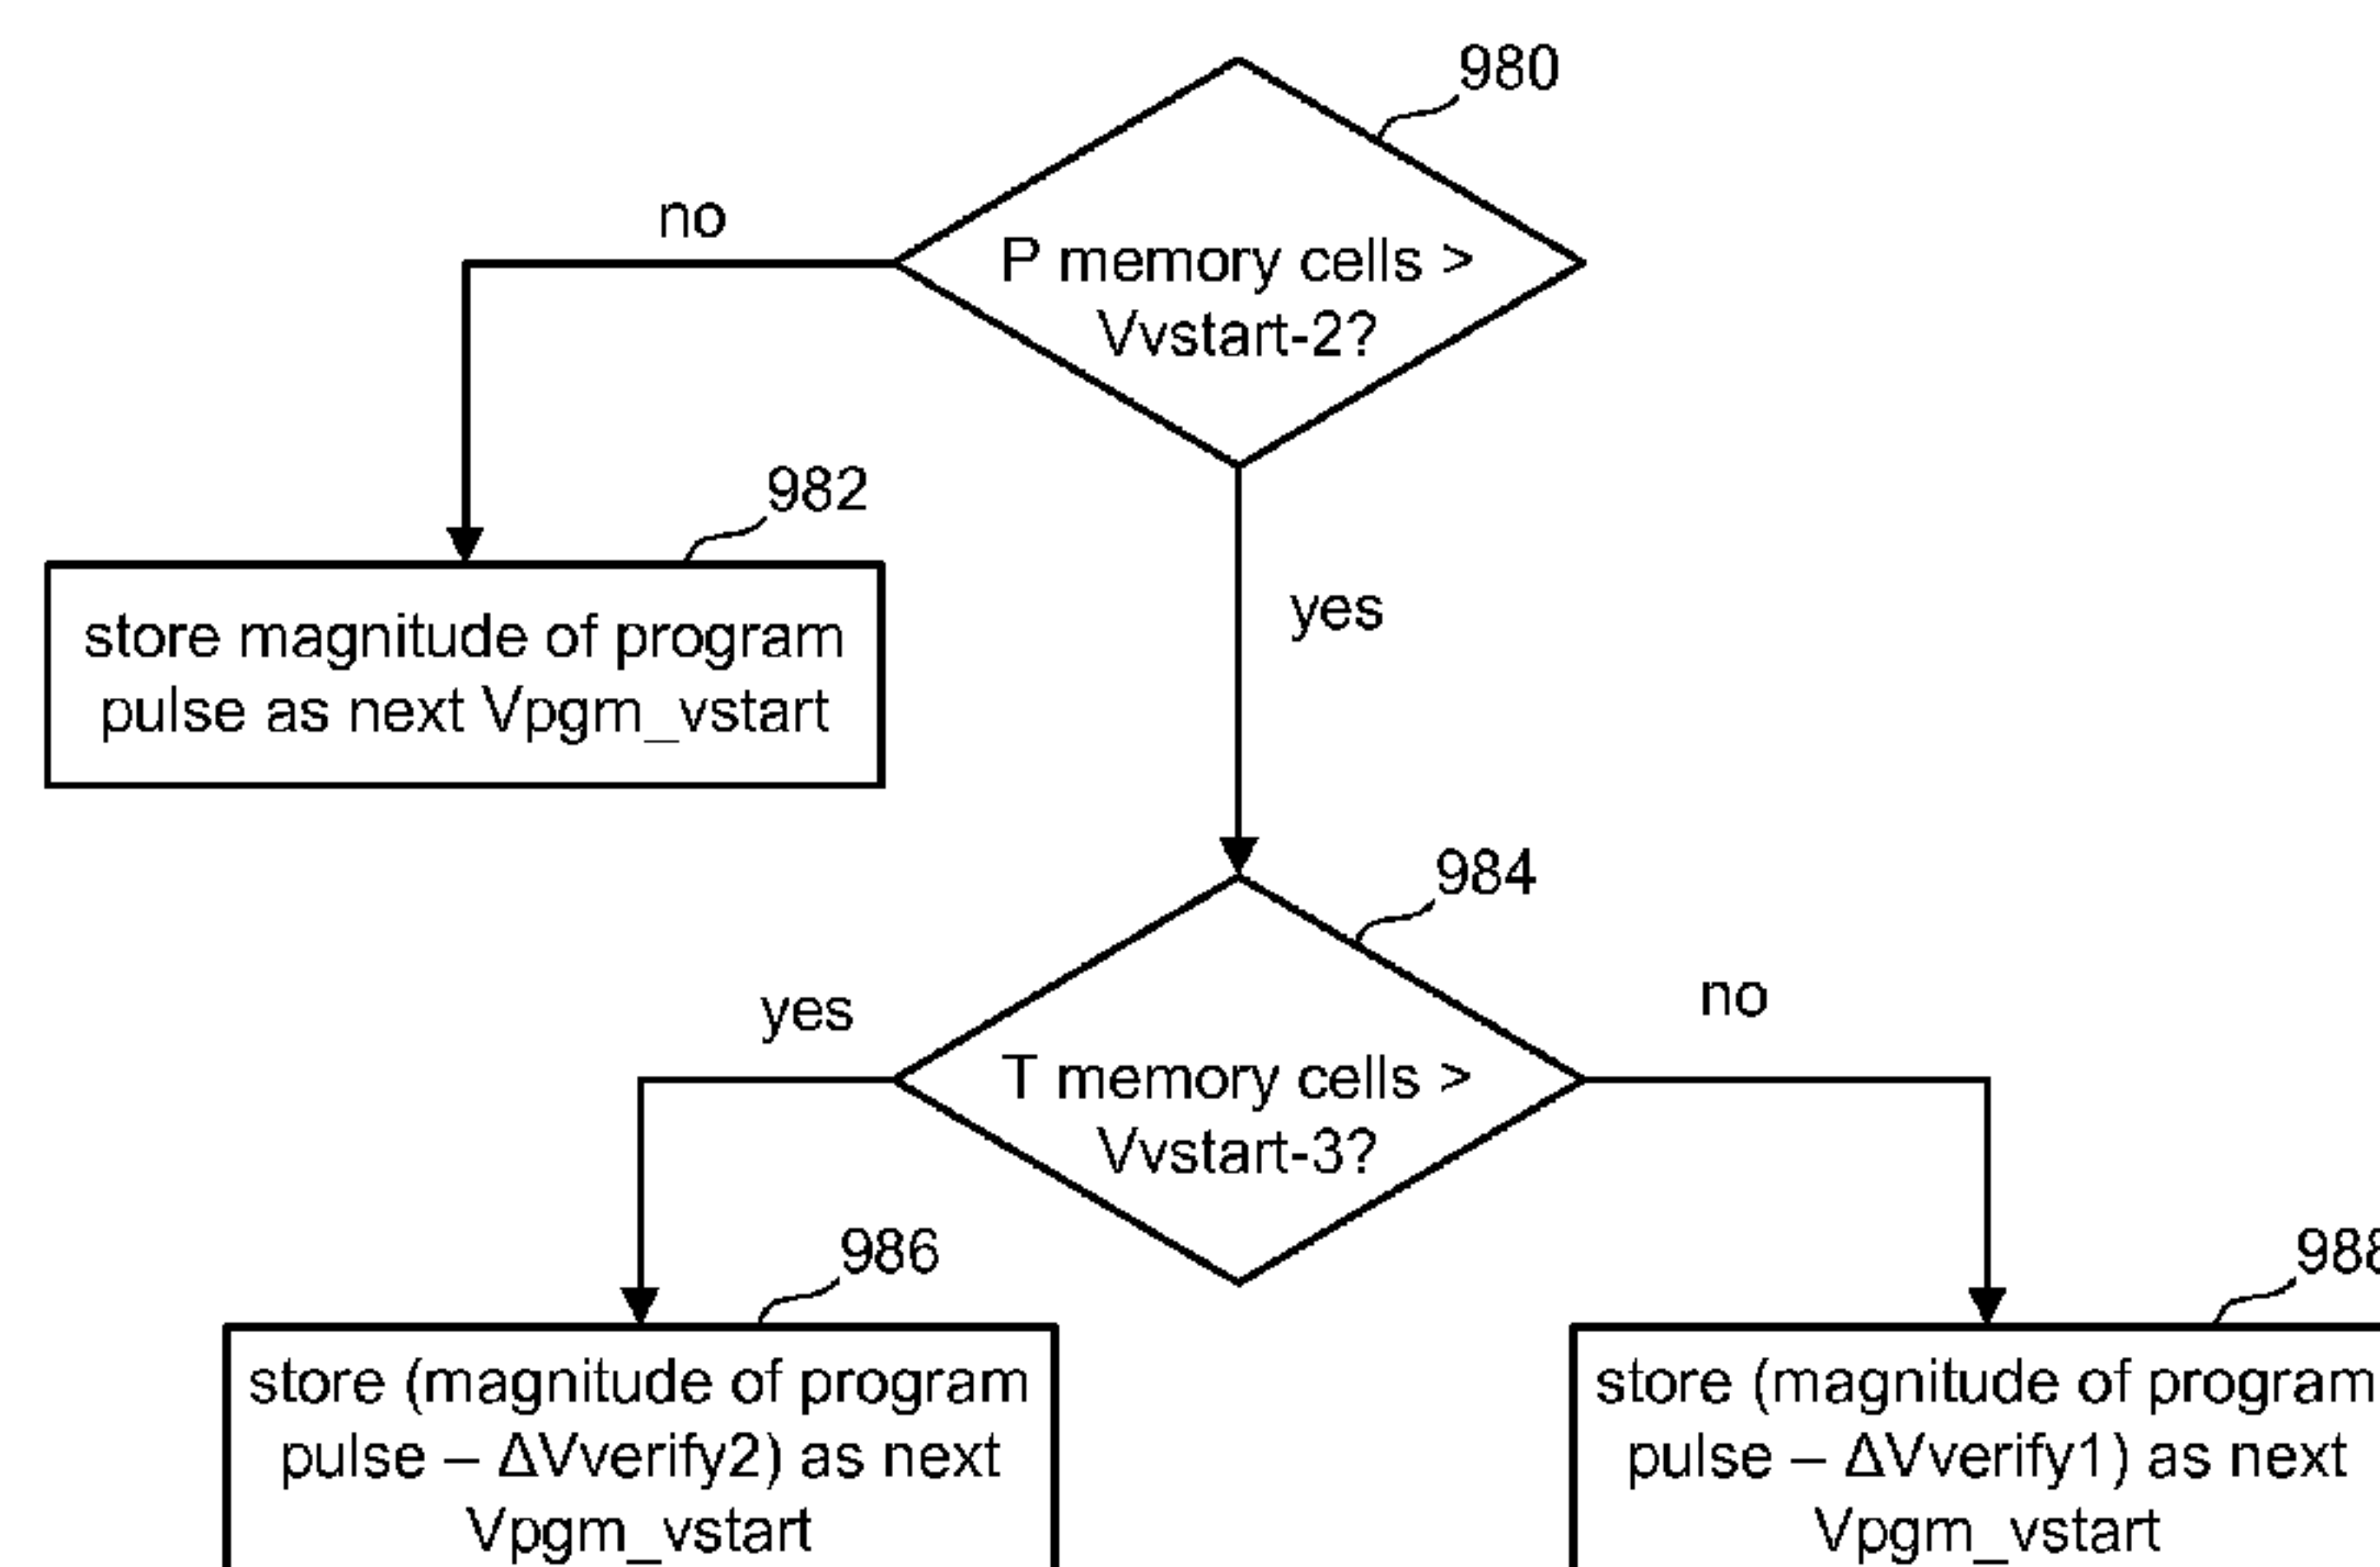 980
no
P memory cells >
Vvstart-2?
982
yes
store magnitude of program
pulse as next Vpgm_vstart
984
yes
no
T memory cells >
Vvstart-3?
986
988
store (magnitude of program
pulse – ΔVverify2) as next
Vpgm_vstart
store (magnitude of program
pulse – ΔVverify1) as next
Vpgm_vstart